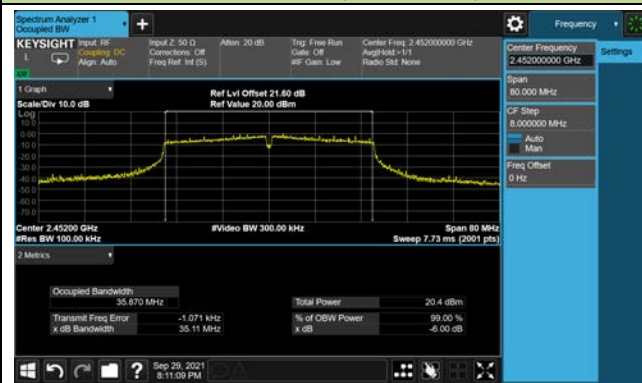 Spectrum Analyzer 1
Occupied BW
Frequency
KEYSIGHT
Input: RF
Coupling: DC
Align: Auto
Input Z: 50 Ω
Corrections: Off
Freq Ref: Int (S)
Atten: 20 dB
Trig: Free Run
Gate: Off
#IF Gain: Low
Center Freq: 2.452000000 GHz
Avg|Hold:>1/1
Radio Std: None
Center Frequency
2.452000000 GHz
Settings
Span
80.000 MHz
CF Step
8.000000 MHz
Auto
Man
Freq Offset
0 Hz
1 Graph
Scale/Div 10.0 dB
Ref Lvl Offset 21.60 dB
Ref Value 20.00 dBm
Log
10.0
0.00
-10.0
-20.0
-30.0
-40.0
-50.0
-60.0
-70.0
Center 2.45200 GHz
#Res BW 100.00 kHz
#Video BW 300.00 kHz
Span 80 MHz
Sweep 7.73 ms (2001 pts)
2 Metrics
Occupied Bandwidth
35.870 MHz
Total Power 20.4 dBm
Transmit Freq Error -1.071 kHz
% of OBW Power 99.00 %
x dB Bandwidth 35.11 MHz
x dB -6.00 dB
Sep 29, 2021
8:11:09 PM